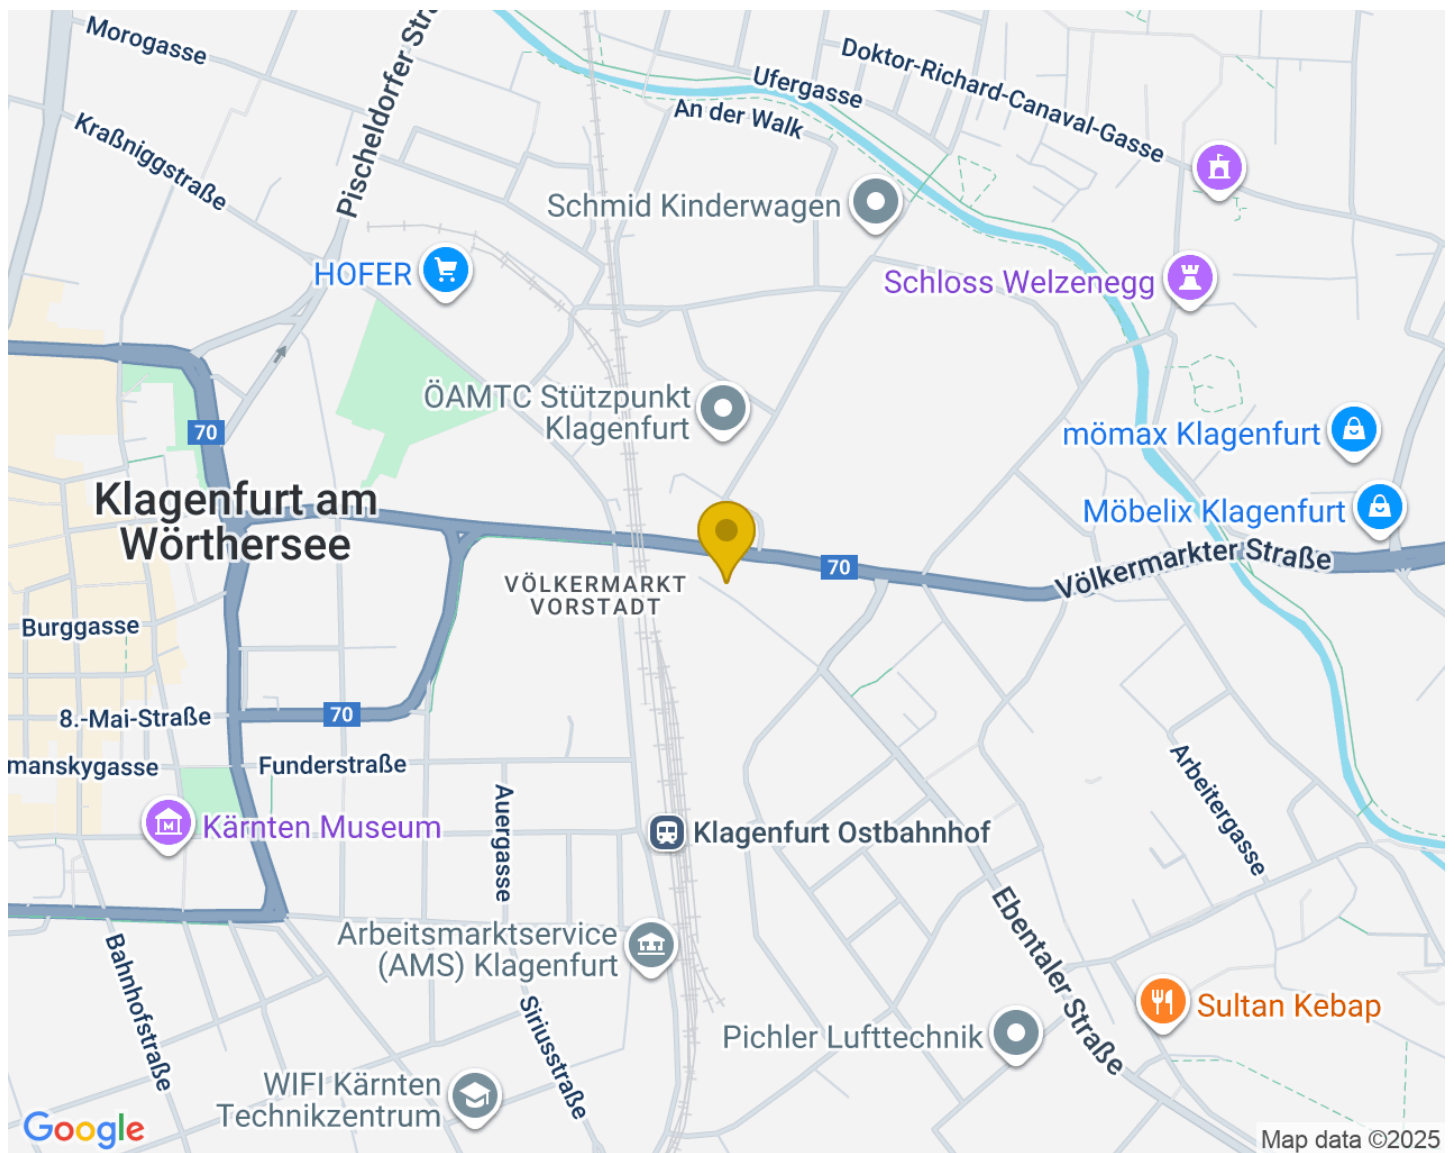 Morogasse
Pischeldorfer Str
Doktor-Richard-Canaval-Gasse
Ufergasse
An der Walk
Kraßniggstraße
Schmid Kinderwagen
HOFER
Schloss Welzenegg
ÖAMTC Stützpunkt
Klagenfurt
70
mömax Klagenfurt
Klagenfurt am
Wörthersee
Möbelix Klagenfurt
Völkermarkter Straße
70
VÖLKERMARKT
VORSTADT
Burggasse
8.-Mai-Straße
70
manskygasse
Funderstraße
Arbeitergasse
Auergasse
Kärnten Museum
Klagenfurt Ostbahnhof
Ebentaler Straße
Arbeitsmarktservice
(AMS) Klagenfurt
Bahnhofstraße
Siriusstraße
Sultan Kebap
Pichler Lufttechnik
WIFI Kärnten
Technikzentrum
Google
Map data ©2025